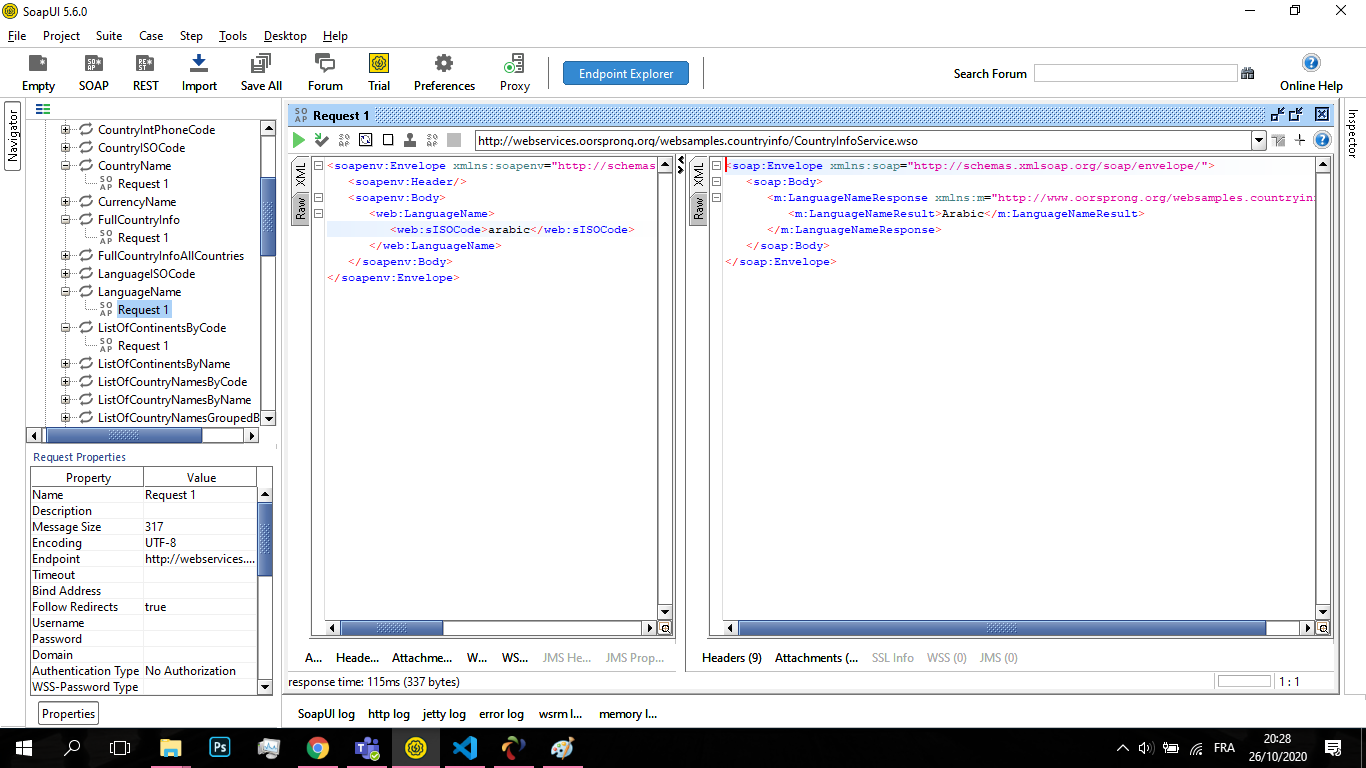 SoapUI 5.6.0
File Project Suite Case Step Tools Desktop Help
Empty SOAP REST Import Save All Forum Trial Preferences Proxy Endpoint Explorer Search Forum Online Help
Navigator
CountryIntPhoneCode
CountryISOCode
CountryName
Request 1
CurrencyName
FullCountryInfo
Request 1
FullCountryInfoAllCountries
LanguageISOCode
LanguageName
Request 1
ListOfContinentsByCode
Request 1
ListOfContinentsByName
ListOfCountryNamesByCode
ListOfCountryNamesByName
ListOfCountryNamesGroupedB
Request Properties
Property Value
Name Request 1
Description
Message Size 317
Encoding UTF-8
Endpoint http://webservices....
Timeout
Bind Address
Follow Redirects true
Username
Password
Domain
Authentication Type No Authorization
WSS-Password Type
Properties
SOAP Request 1
http://webservices.oorsprong.org/websamples.countryinfo/CountryInfoService.wso
XML
Raw
<soapenv:Envelope xmlns:soapenv="http://schemas
<soapenv:Header/>
<soapenv:Body>
<web:LanguageName>
<web:sISOCode>arabic</web:sISOCode>
</web:LanguageName>
</soapenv:Body>
</soapenv:Envelope>
XML
Raw
<soap:Envelope xmlns:soap="http://schemas.xmlsoap.org/soap/envelope/">
<soap:Body>
<m:LanguageNameResponse xmlns:m="http://www.oorsprong.org/websamples.countryin
<m:LanguageNameResult>Arabic</m:LanguageNameResult>
</m:LanguageNameResponse>
</soap:Body>
</soap:Envelope>
Inspector
A... Heade... Attachme... W... WS... JMS He... JMS Prop...
Headers (9) Attachments (... SSL Info WSS (0) JMS (0)
response time: 115ms (337 bytes)
1 : 1
SoapUI log http log jetty log error log wsrm l... memory l...
FRA
20:28
26/10/2020